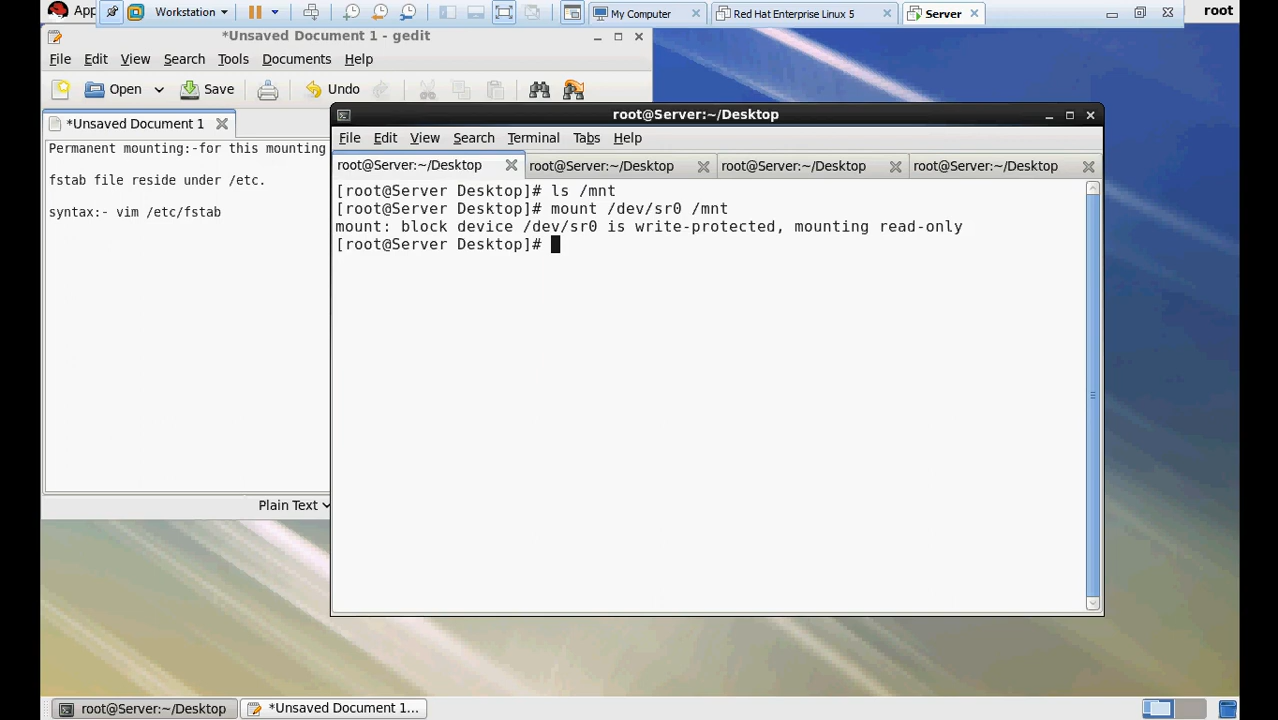 App
Workstation
My Computer
Red Hat Enterprise Linux 5
Server
root
*Unsaved Document 1 - gedit
File Edit View Search Tools Documents Help
Open Save Undo
*Unsaved Document 1
Permanent mounting:-for this mounting
fstab file reside under /etc.
syntax:- vim /etc/fstab
Plain Text
root@Server:~/Desktop
File Edit View Search Terminal Tabs Help
root@Server:~/Desktop root@Server:~/Desktop root@Server:~/Desktop root@Server:~/Desktop
[root@Server Desktop]# ls /mnt
[root@Server Desktop]# mount /dev/sr0 /mnt
mount: block device /dev/sr0 is write-protected, mounting read-only
[root@Server Desktop]#
root@Server:~/Desktop
*Unsaved Document 1...